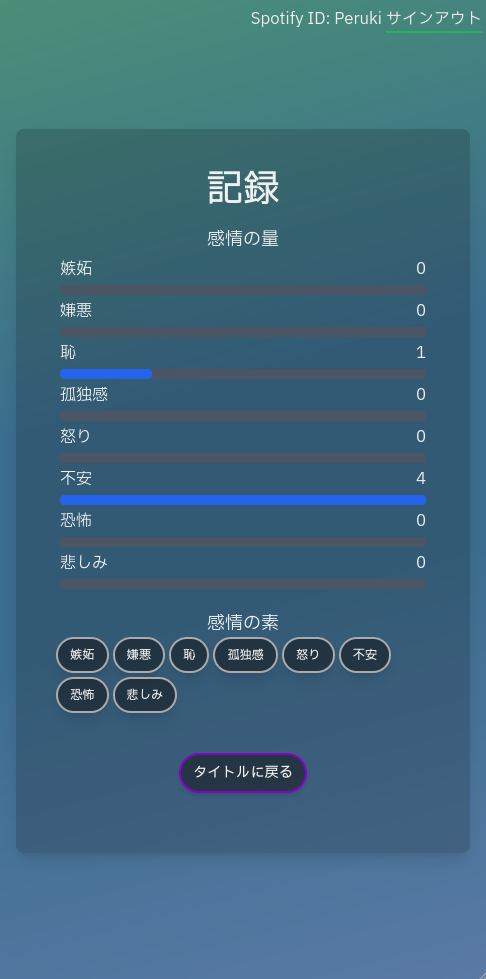 Spotify ID: Peruki サインアウト
記録
感情の量
嫉妬 0
嫌悪 0
恥 1
孤独感 0
怒り 0
不安 4
恐怖 0
悲しみ 0
感情の素
嫉妬 嫌悪 恥 孤独感 怒り 不安
恐怖 悲しみ
タイトルに戻る